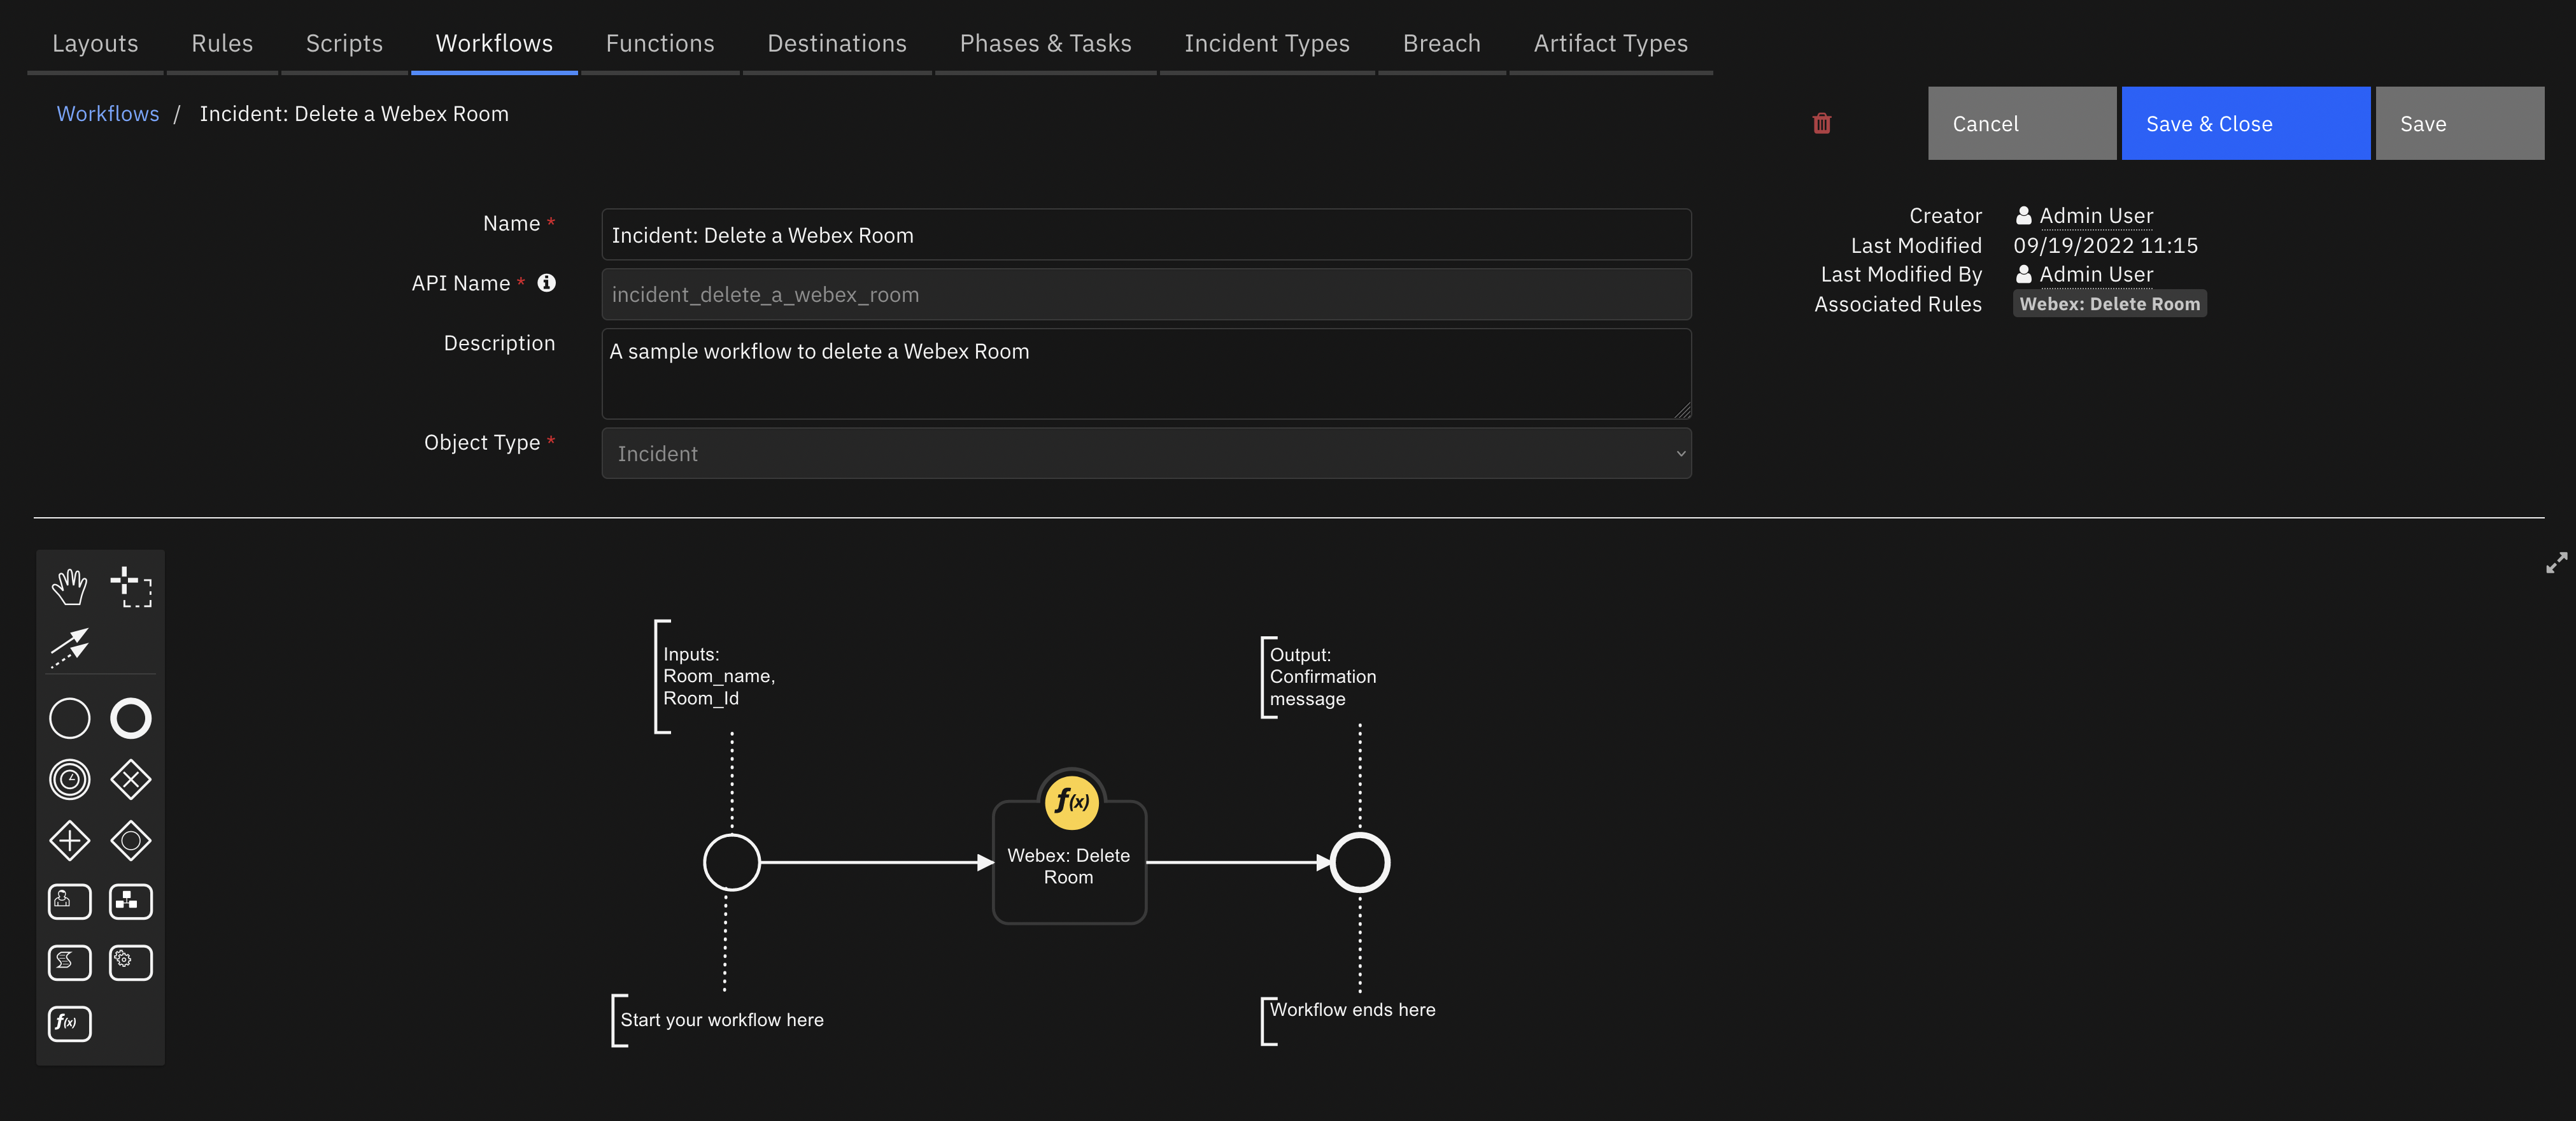 Layouts Rules Scripts Workflows Functions Destinations Phases & Tasks Incident Types Breach Artifact Types
Workflows / Incident: Delete a Webex Room
Cancel Save & Close Save
Name *
Incident: Delete a Webex Room
API Name *
incident_delete_a_webex_room
Description
A sample workflow to delete a Webex Room
Object Type *
Incident
Creator Admin User
Last Modified 09/19/2022 11:15
Last Modified By Admin User
Associated Rules Webex: Delete Room
Inputs:
Room_name,
Room_Id
Output:
Confirmation
message
f(x)
Webex: Delete
Room
Start your workflow here
Workflow ends here
f(x)